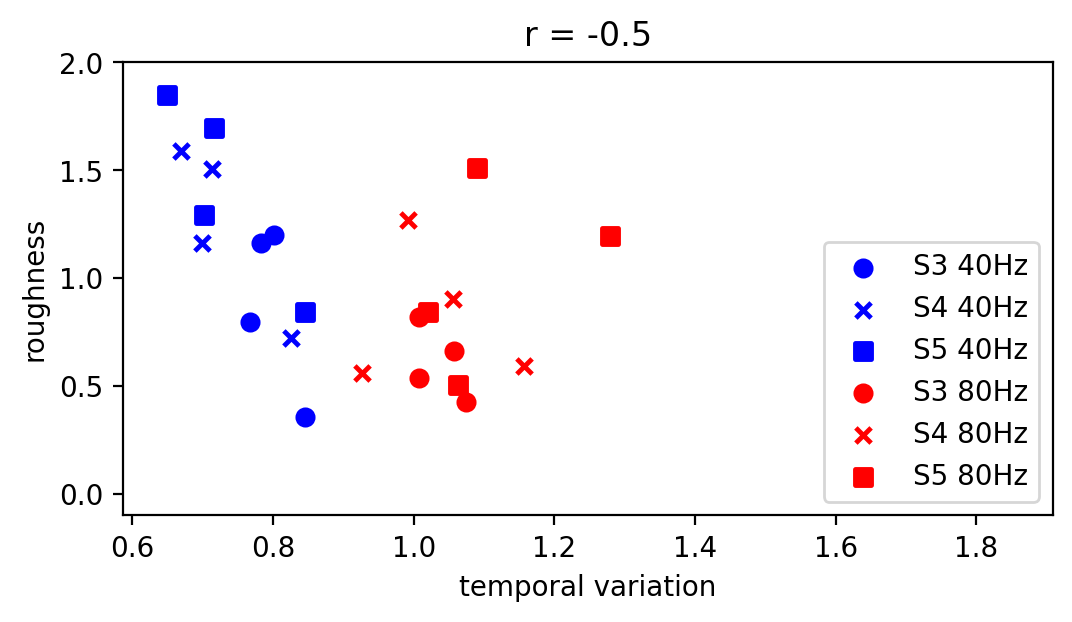 r = -0.5
roughness
2.0
1.5
1.0
0.5
0.0
S3 40Hz
S4 40Hz
S5 40Hz
S3 80Hz
S4 80Hz
S5 80Hz
0.6 0.8 1.0 1.2 1.4 1.6 1.8
temporal variation